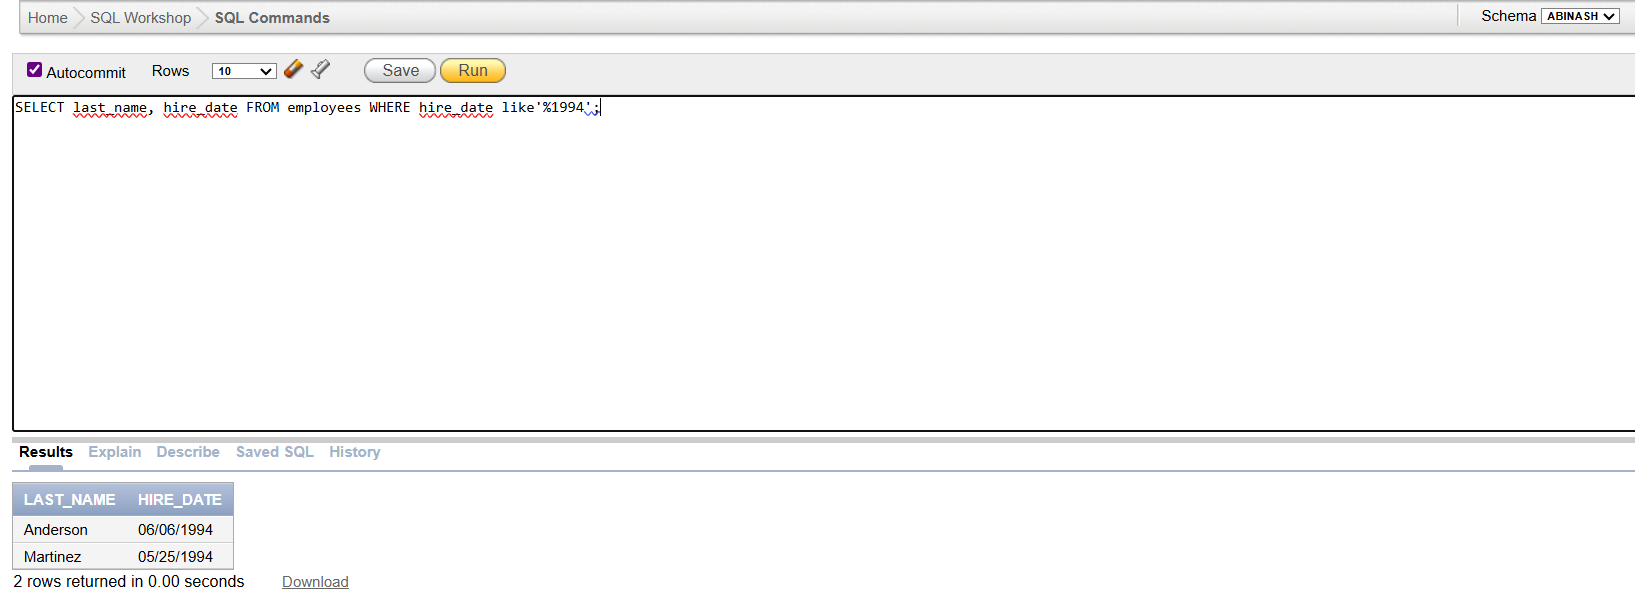 Home SQL Workshop SQL Commands Schema ABINASH
Autocommit Rows 10 Save Run
SELECT last_name, hire_date FROM employees WHERE hire_date like'%1994';
Results Explain Describe Saved SQL History
LAST_NAME HIRE_DATE
Anderson 06/06/1994
Martinez 05/25/1994
2 rows returned in 0.00 seconds Download